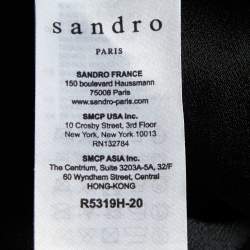 sandro
PARIS
SANDRO FRANCE
150 boulevard Haussmann
75008 Paris
www.sandro-paris.com
SMCP USA Inc.
10 Crosby Street, 3rd Floor
New York, New York 10013
RN132784
SMCP ASIA Inc.
The Centrium, Suite 3203A-5A, 32/F
60 Wyndham Street, Central
HONG-KONG
R5319H-20